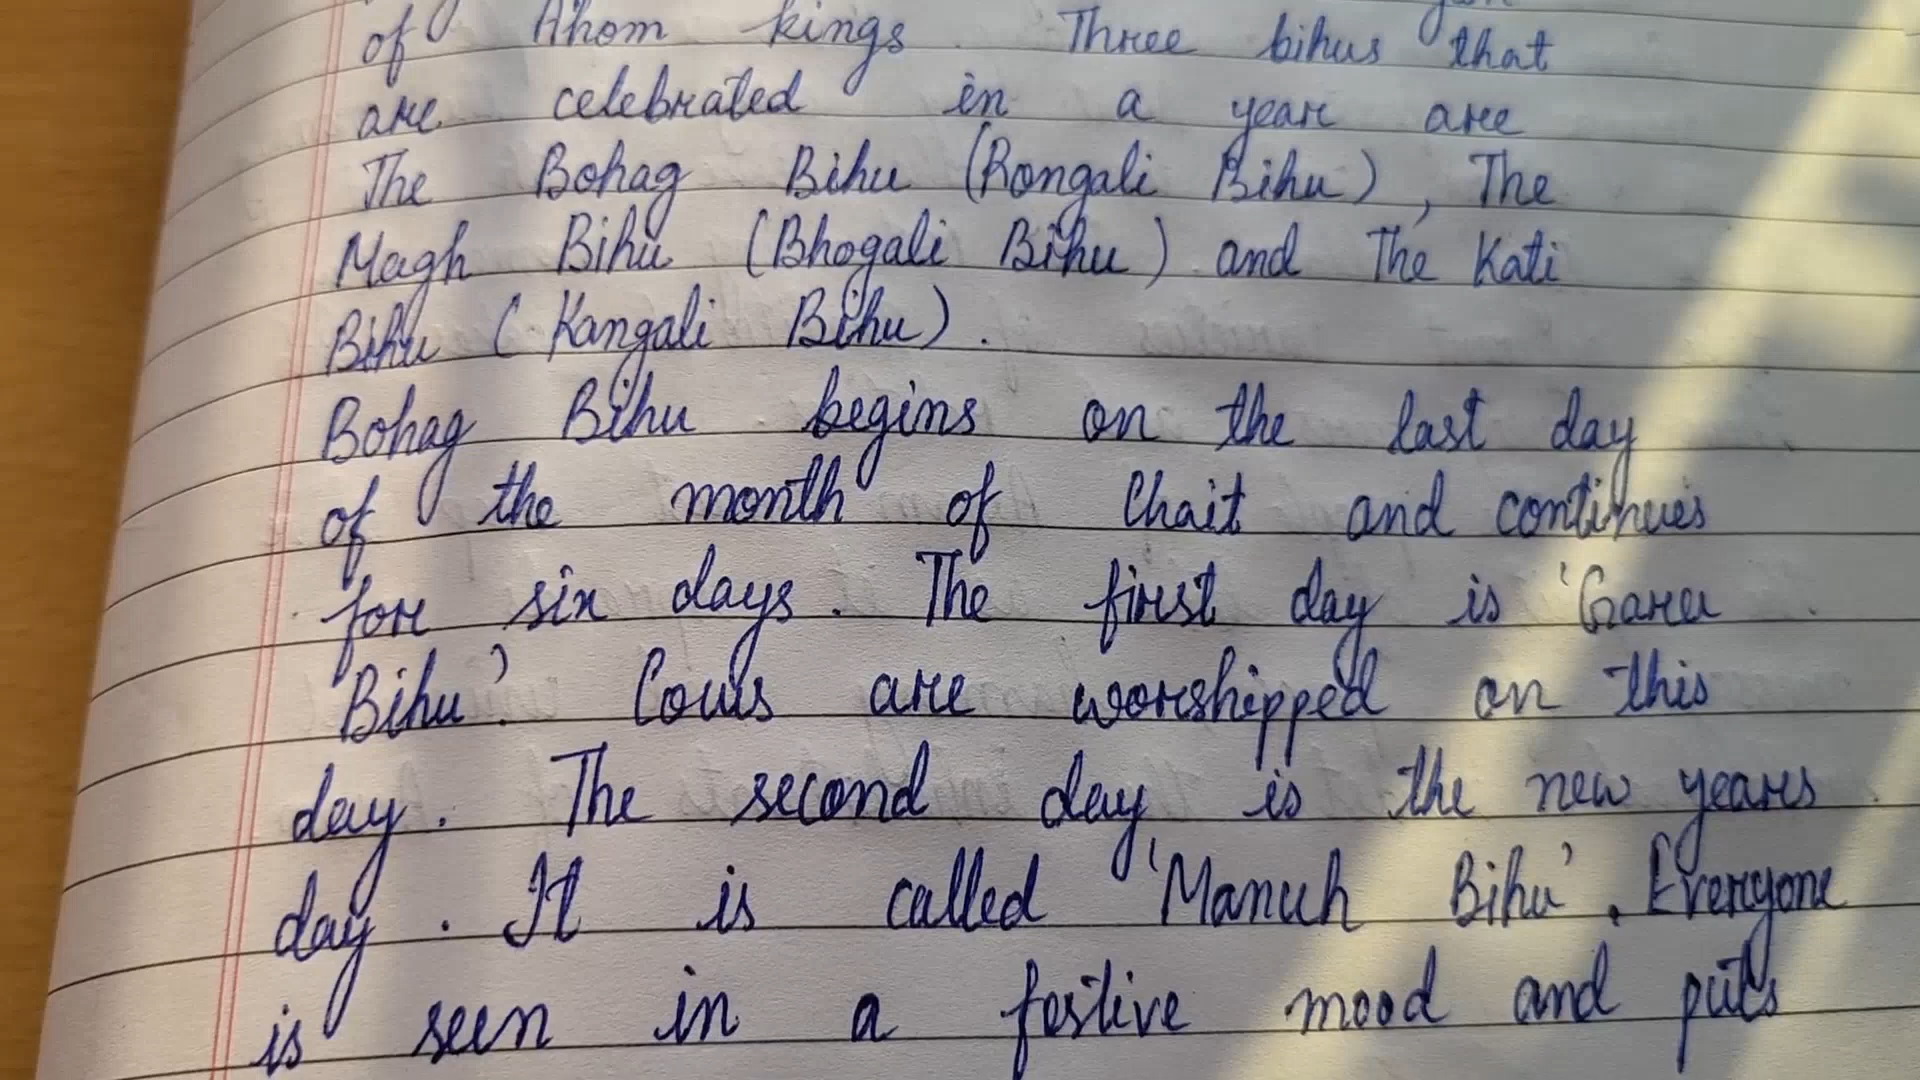 of Ahom kings. Three bihus that
are celebrated in a year are
The Bohag Bihu (Rongali Bihu), The
Magh Bihu (Bhogali Bihu) and The Kati
Bihu (Kangali Bihu).
Bohag Bihu begins on the last day
of the month of Chait and continues
for six days. The first day is 'Garu
Bihu'. Cows are worshipped on this
day. The second day is the new years
day. It is called 'Manuh Bihu'. Everyone
is seen in a festive mood and puts